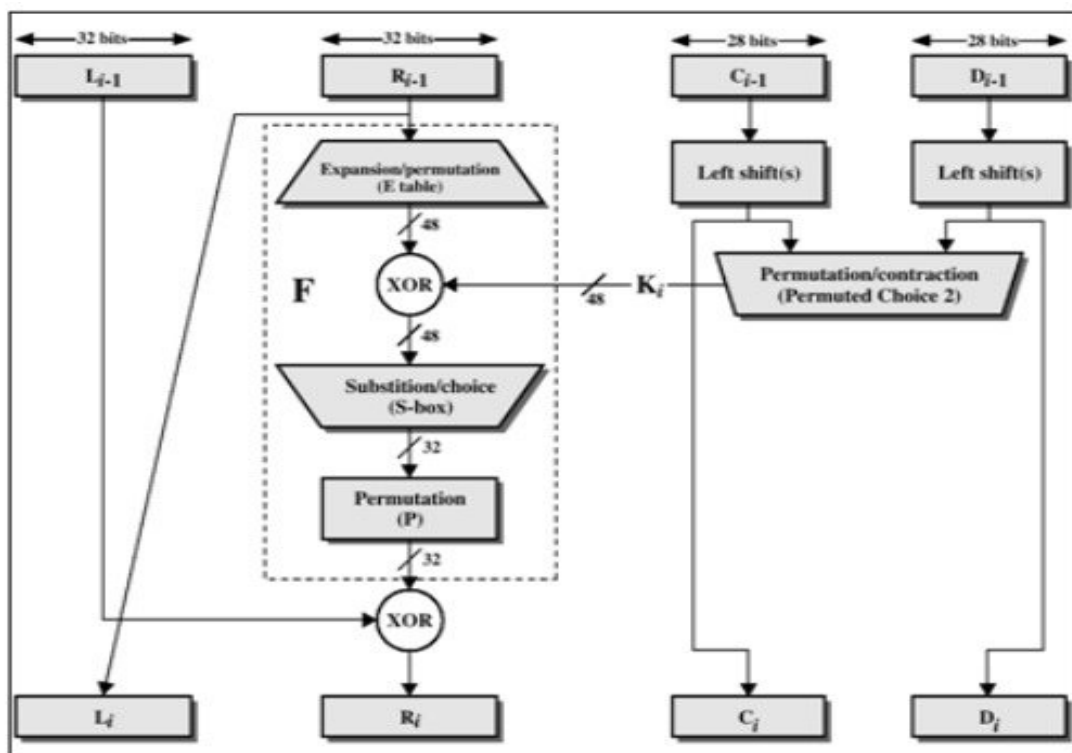 32 bits
32 bits
28 bits
28 bits
Li-1
Ri-1
Ci-1
Di-1
Expansion/permutation
(E table)
Left shift(s)
Left shift(s)
48
F
XOR
48
Ki
Permutation/contraction
(Permuted Choice 2)
48
Substition/choice
(S-box)
32
Permutation
(P)
32
XOR
Li
Ri
Ci
Di